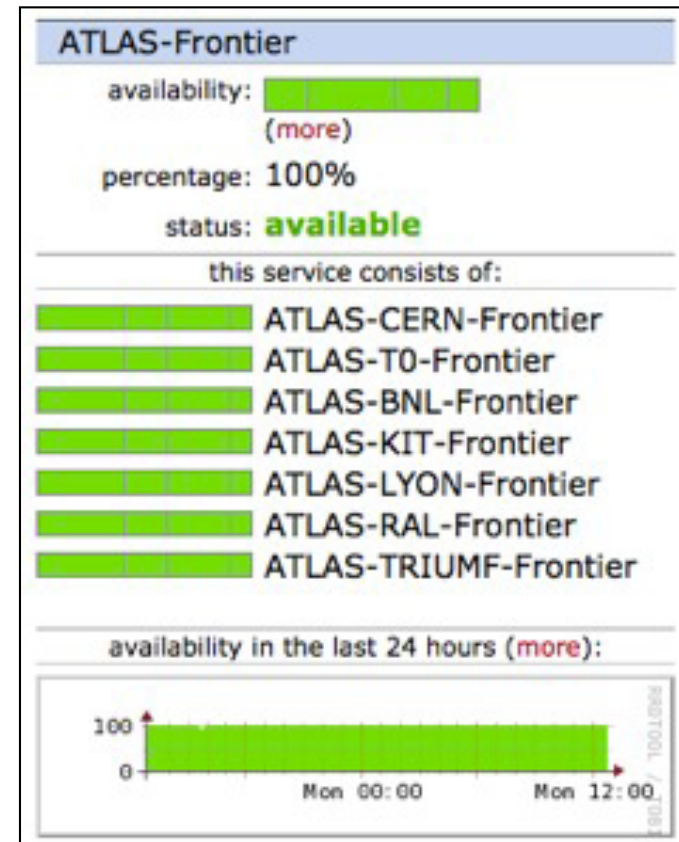 ATLAS-Frontier
availability:
(more)
percentage: 100%
status: available
this service consists of:
ATLAS-CERN-Frontier
ATLAS-T0-Frontier
ATLAS-BNL-Frontier
ATLAS-KIT-Frontier
ATLAS-LYON-Frontier
ATLAS-RAL-Frontier
ATLAS-TRIUMF-Frontier
availability in the last 24 hours (more):
100
0
Mon 00:00 Mon 12:00
RRDTOOL / TOBI